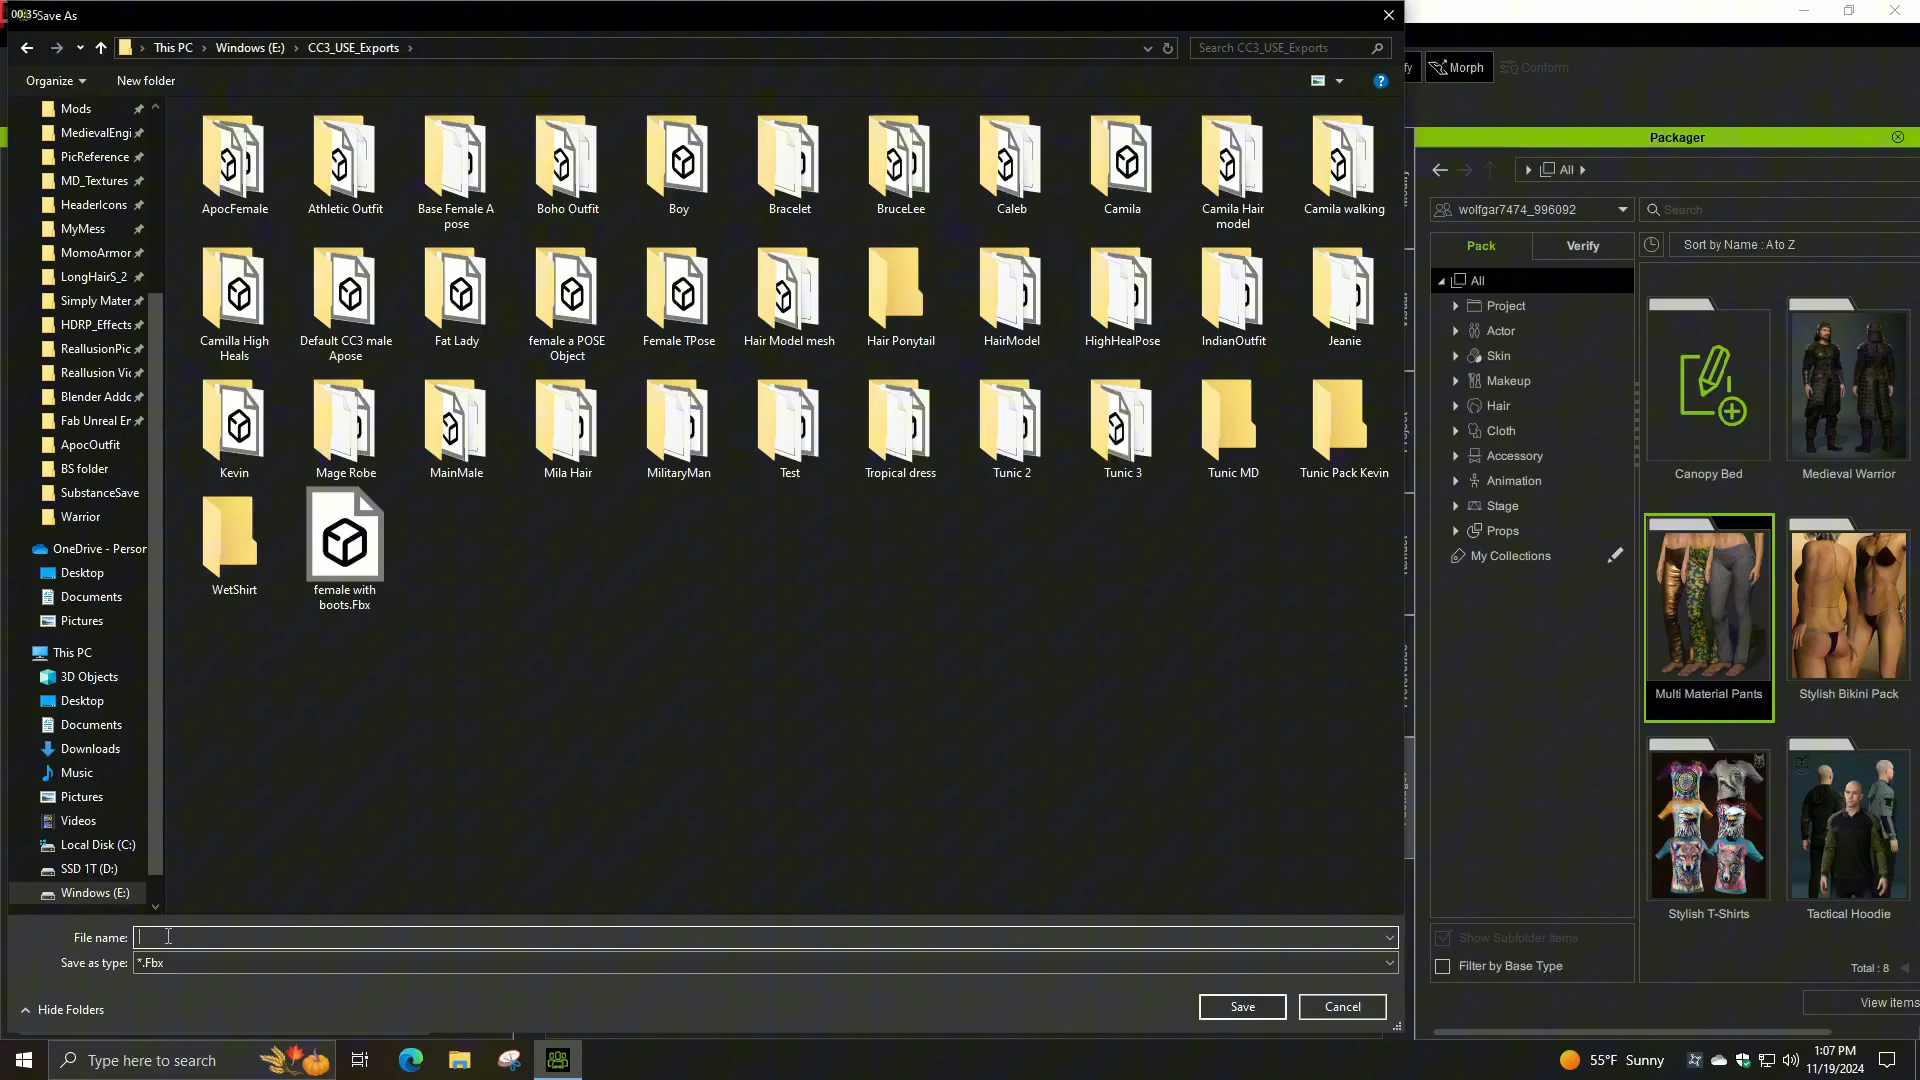 00:35 Save As
This PC
Windows (E:)
CC3_USE_Exports
Search CC3_USE_Exports
Organize
New folder
Morph
Conform
Mods
MedievalEngi
PicReference
MD_Textures
HeaderIcons
MyMess
MomoArmor
LongHairS_2
Simply Mater
HDRP_Effects
ReallusionPic
Reallusion Vic
Blender Addc
Fab Unreal Er
ApocOutfit
BS folder
SubstanceSave
Warrior
OneDrive - Person
Desktop
Documents
Pictures
This PC
3D Objects
Desktop
Documents
Downloads
Music
Pictures
Videos
Local Disk (C:)
SSD 1T (D:)
Windows (E:)
ApocFemale
Athletic Outfit
Base Female A
pose
Boho Outfit
Boy
Bracelet
BruceLee
Caleb
Camila
Camila Hair
model
Camila walking
Camilla High
Heals
Default CC3 male
Apose
Fat Lady
female a POSE
Object
Female TPose
Hair Model mesh
Hair Ponytail
HairModel
HighHealPose
IndianOutfit
Jeanie
Kevin
Mage Robe
MainMale
Mila Hair
MilitaryMan
Test
Tropical dress
Tunic 2
Tunic 3
Tunic MD
Tunic Pack Kevin
WetShirt
female with
boots.Fbx
File name:
Save as type: *.Fbx
Hide Folders
Save
Cancel
Packager
All
wolfgar7474_996092
Search
Pack
Verify
Sort by Name : A to Z
All
Project
Actor
Skin
Makeup
Hair
Cloth
Accessory
Animation
Stage
Props
My Collections
Canopy Bed
Medieval Warrior
Multi Material Pants
Stylish Bikini Pack
Stylish T-Shirts
Tactical Hoodie
Show Subfolder Items
Filter by Base Type
Total : 8
View items
Type here to search
55°F Sunny
1:07 PM
11/19/2024